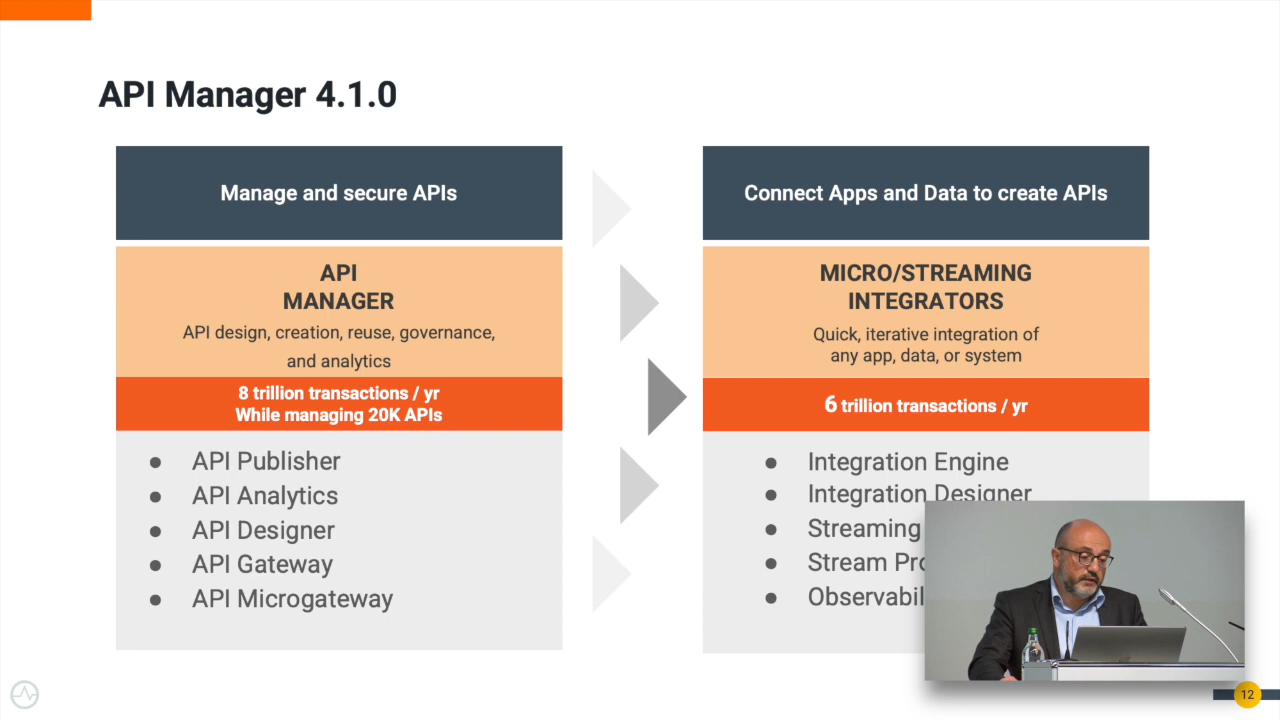 API Manager 4.1.0
Manage and secure APIs
API
MANAGER
API design, creation, reuse, governance,
and analytics
8 trillion transactions / yr
While managing 20K APIs
● API Publisher
● API Analytics
● API Designer
● API Gateway
● API Microgateway
Connect Apps and Data to create APIs
MICRO/STREAMING
INTEGRATORS
Quick, iterative integration of
any app, data, or system
6 trillion transactions / yr
● Integration Engine
● Integration Designer
● Streaming
● Stream
●
12